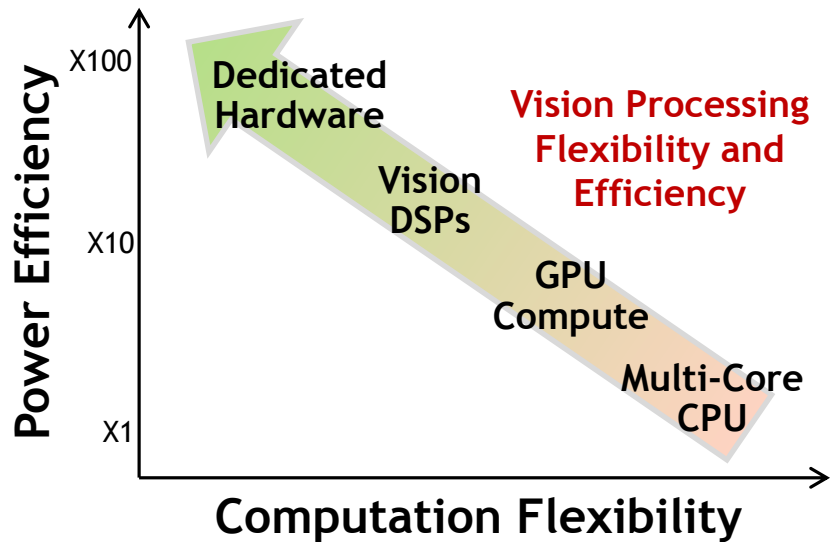 X100
X10
X1
Power Efficiency
Dedicated
Hardware
Vision
DSPs
GPU
Compute
Multi-Core
CPU
Vision Processing
Flexibility and
Efficiency
Computation Flexibility